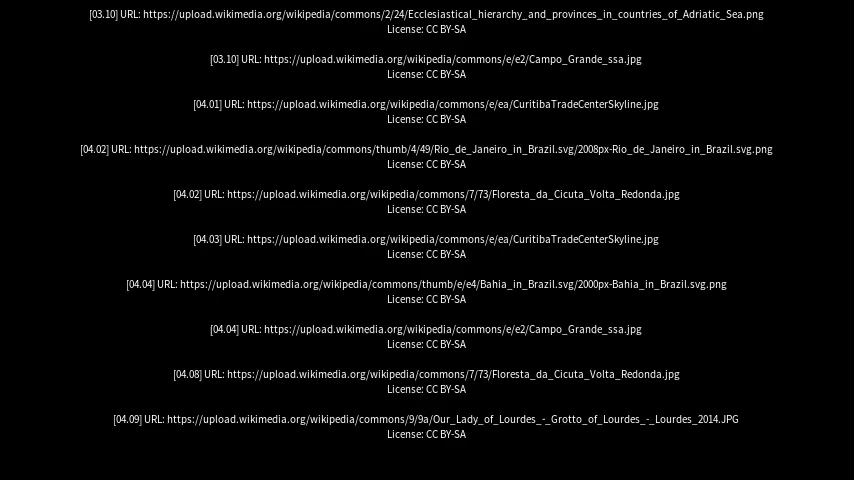 [03.10] URL: https://upload.wikimedia.org/wikipedia/commons/2/24/Ecclesiastical_hierarchy_and_provinces_in_countries_of_Adriatic_Sea.png
License: CC BY-SA
[03.10] URL: https://upload.wikimedia.org/wikipedia/commons/e/e2/Campo_Grande_ssa.jpg
License: CC BY-SA
[04.01] URL: https://upload.wikimedia.org/wikipedia/commons/e/ea/CuritibaTradeCenterSkyline.jpg
License: CC BY-SA
[04.02] URL: https://upload.wikimedia.org/wikipedia/commons/thumb/4/49/Rio_de_Janeiro_in_Brazil.svg/2008px-Rio_de_Janeiro_in_Brazil.svg.png
License: CC BY-SA
[04.02] URL: https://upload.wikimedia.org/wikipedia/commons/7/73/Floresta_da_Cicuta_Volta_Redonda.jpg
License: CC BY-SA
[04.03] URL: https://upload.wikimedia.org/wikipedia/commons/e/ea/CuritibaTradeCenterSkyline.jpg
License: CC BY-SA
[04.04] URL: https://upload.wikimedia.org/wikipedia/commons/thumb/e/e4/Bahia_in_Brazil.svg/2000px-Bahia_in_Brazil.svg.png
License: CC BY-SA
[04.04] URL: https://upload.wikimedia.org/wikipedia/commons/e/e2/Campo_Grande_ssa.jpg
License: CC BY-SA
[04.08] URL: https://upload.wikimedia.org/wikipedia/commons/7/73/Floresta_da_Cicuta_Volta_Redonda.jpg
License: CC BY-SA
[04.09] URL: https://upload.wikimedia.org/wikipedia/commons/9/9a/Our_Lady_of_Lourdes_-_Grotto_of_Lourdes_-_Lourdes_2014.JPG
License: CC BY-SA